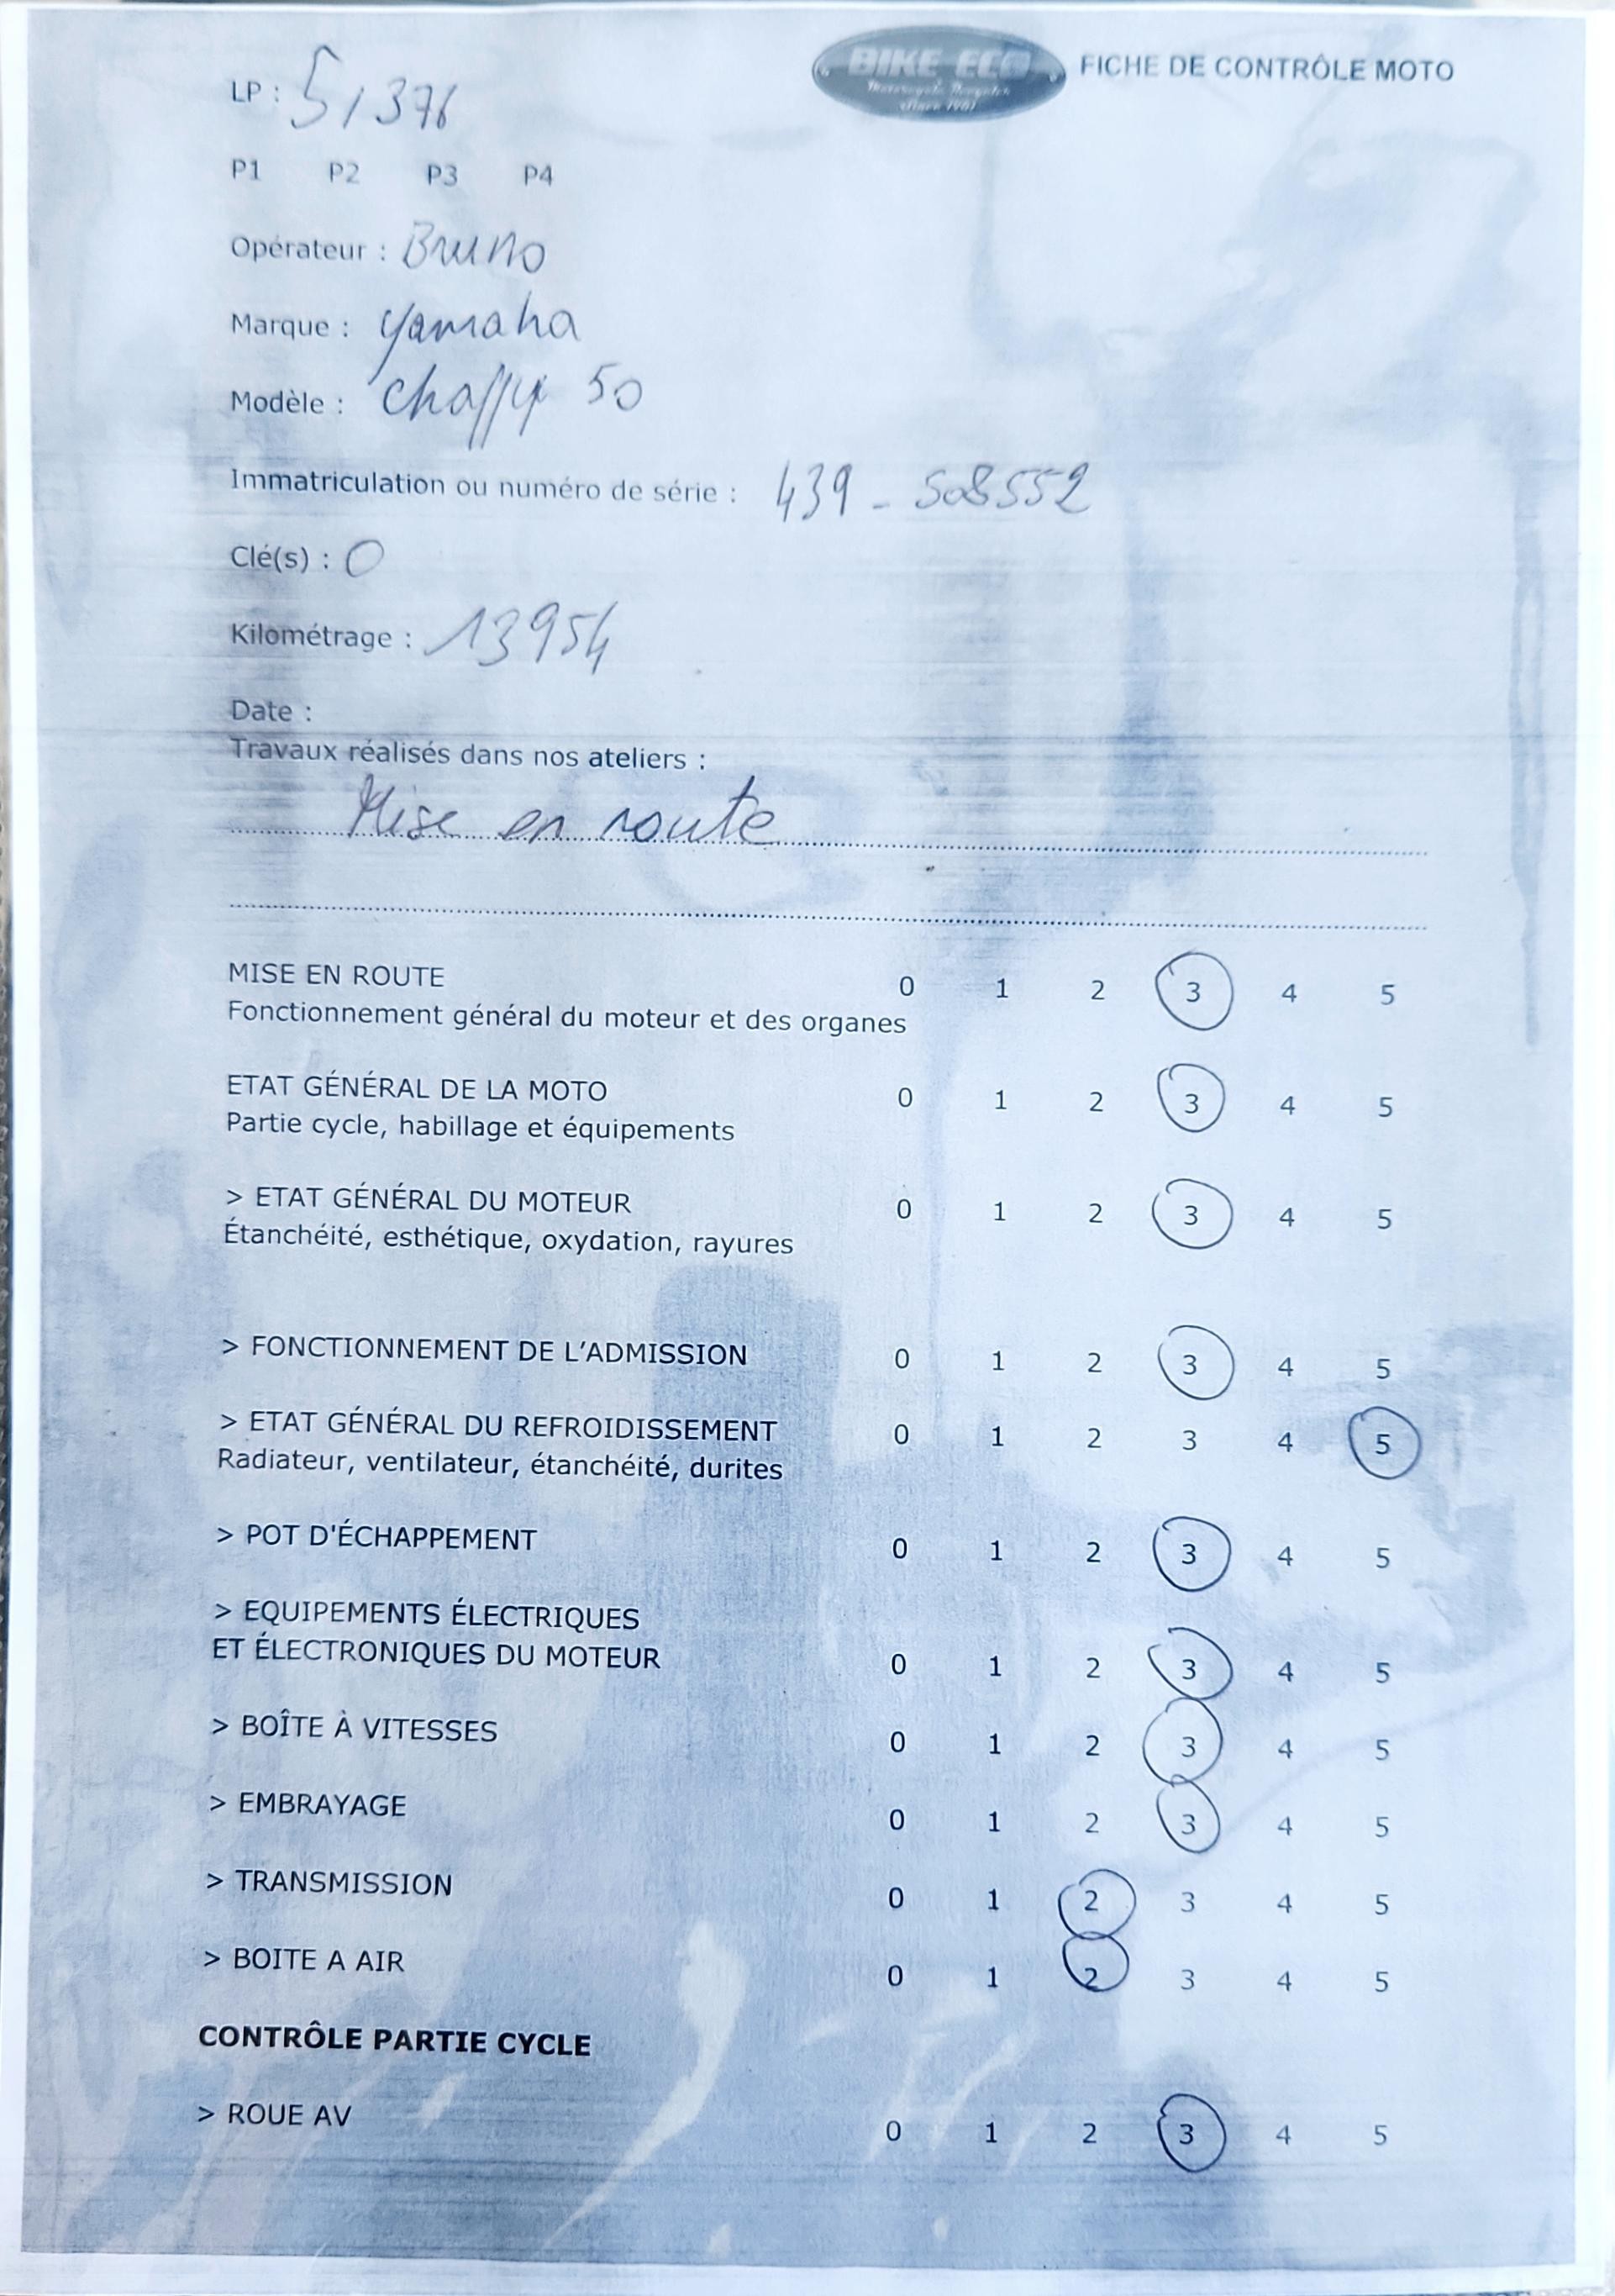 BIKE ECO
FICHE DE CONTRÔLE MOTO
LP : 51376
P1 P2 P3 P4
Opérateur : Bruno
Marque : Yamaha
Modèle : Chappy 50
Immatriculation ou numéro de série : 439 - 508552
Clé(s) : 0
Kilométrage : 13954
Date :
Travaux réalisés dans nos ateliers :
Mise en route
MISE EN ROUTE 0 1 2 3 4 5
Fonctionnement général du moteur et des organes
ETAT GÉNÉRAL DE LA MOTO 0 1 2 3 4 5
Partie cycle, habillage et équipements
> ETAT GÉNÉRAL DU MOTEUR 0 1 2 3 4 5
Étanchéité, esthétique, oxydation, rayures
> FONCTIONNEMENT DE L'ADMISSION 0 1 2 3 4 5
> ETAT GÉNÉRAL DU REFROIDISSEMENT 0 1 2 3 4 5
Radiateur, ventilateur, étanchéité, durites
> POT D'ÉCHAPPEMENT 0 1 2 3 4 5
> EQUIPEMENTS ÉLECTRIQUES
ET ÉLECTRONIQUES DU MOTEUR 0 1 2 3 4 5
> BOÎTE À VITESSES 0 1 2 3 4 5
> EMBRAYAGE 0 1 2 3 4 5
> TRANSMISSION 0 1 2 3 4 5
> BOITE A AIR 0 1 2 3 4 5
CONTRÔLE PARTIE CYCLE
> ROUE AV 0 1 2 3 4 5